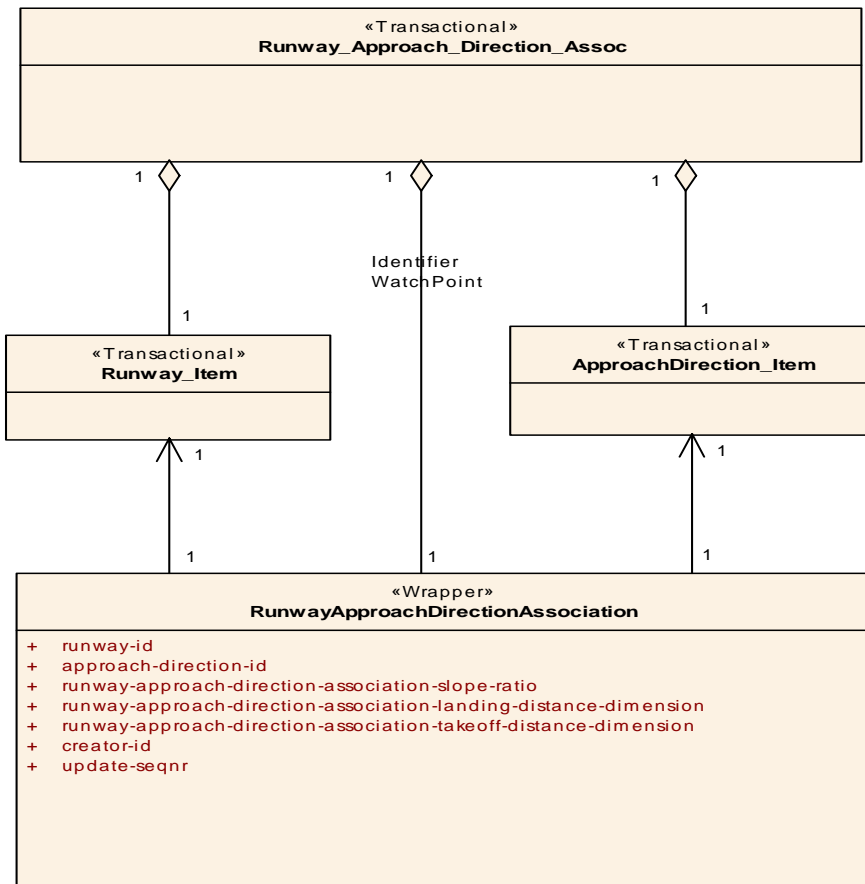 «Transactional»
Runway_Approach_Direction_Assoc
1
1
1
Identifier
WatchPoint
1
1
«Transactional»
Runway_Item
«Transactional»
ApproachDirection_Item
1
1
1
1
1
«Wrapper»
RunwayApproachDirectionAssociation
+ runway-id
+ approach-direction-id
+ runway-approach-direction-association-slope-ratio
+ runway-approach-direction-association-landing-distance-dimension
+ runway-approach-direction-association-takeoff-distance-dimension
+ creator-id
+ update-seqnr